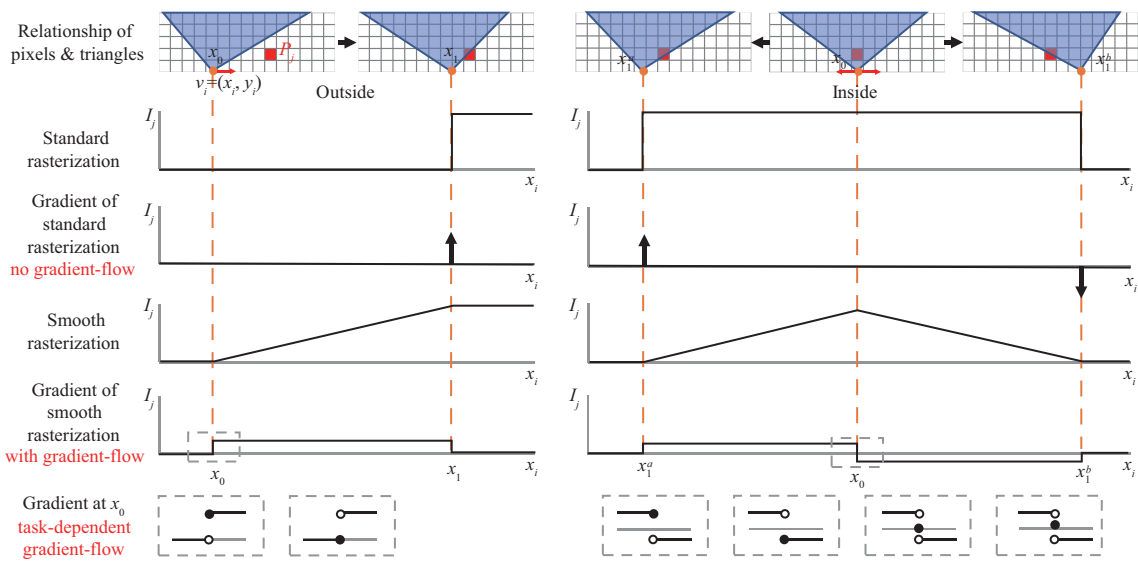 Relationship of
pixels & triangles
x₀
Pⱼ
vᵢ=(xᵢ, yᵢ)
x₁
Outside
x₁ᵃ
x₀
x₁ᵇ
Inside
Standard
rasterization
Iⱼ
xᵢ
Iⱼ
xᵢ
Gradient of
standard
rasterization
no gradient-flow
Iⱼ
xᵢ
Iⱼ
xᵢ
Smooth
rasterization
Iⱼ
xᵢ
Iⱼ
xᵢ
Gradient of
smooth
rasterization
with gradient-flow
Iⱼ
x₀
x₁
xᵢ
Iⱼ
x₁ᵃ
x₀
x₁ᵇ
xᵢ
Gradient at x₀
task-dependent
gradient-flow